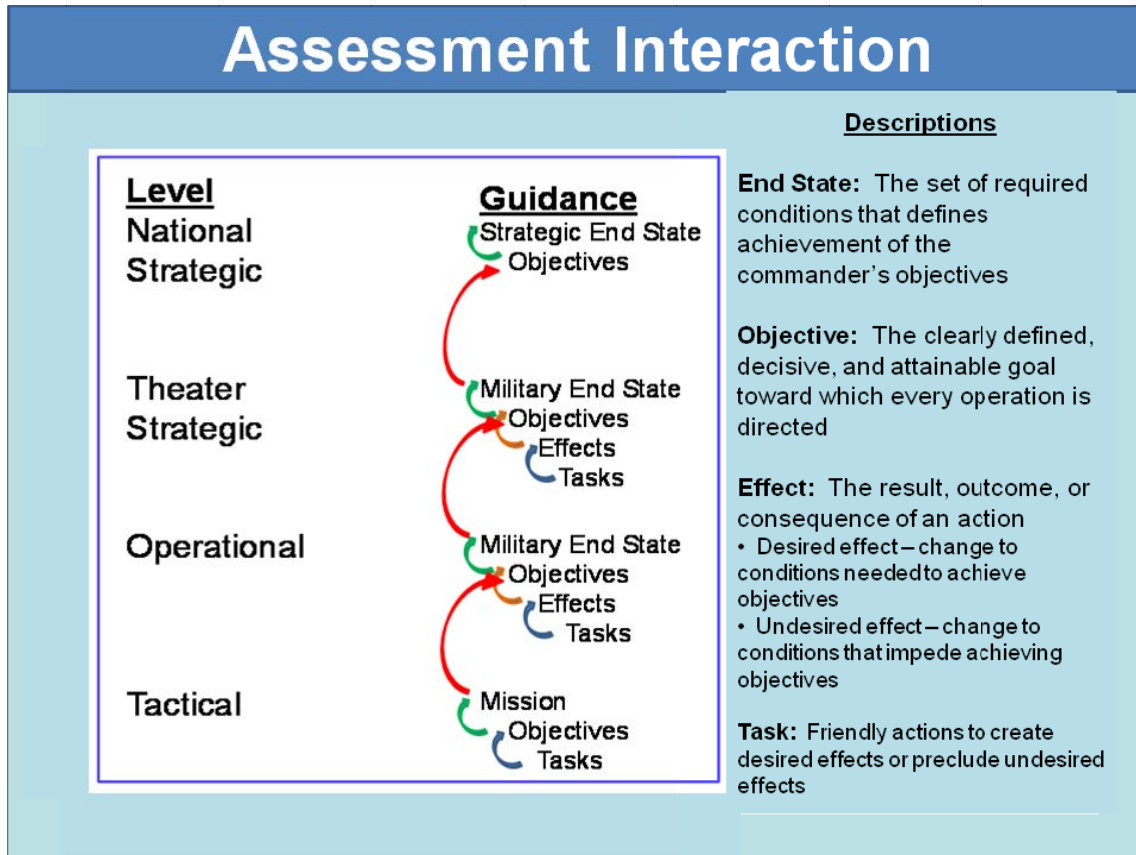 Assessment Interaction
Level
National
Strategic
Theater
Strategic
Operational
Tactical
Guidance
Strategic End State
Objectives
Military End State
Objectives
Effects
Tasks
Military End State
Objectives
Effects
Tasks
Mission
Objectives
Tasks
Descriptions
End State: The set of required
conditions that defines
achievement of the
commander's objectives
Objective: The clearly defined,
decisive, and attainable goal
toward which every operation is
directed
Effect: The result, outcome, or
consequence of an action
• Desired effect – change to
conditions needed to achieve
objectives
• Undesired effect – change to
conditions that impede achieving
objectives
Task: Friendly actions to create
desired effects or preclude undesired
effects